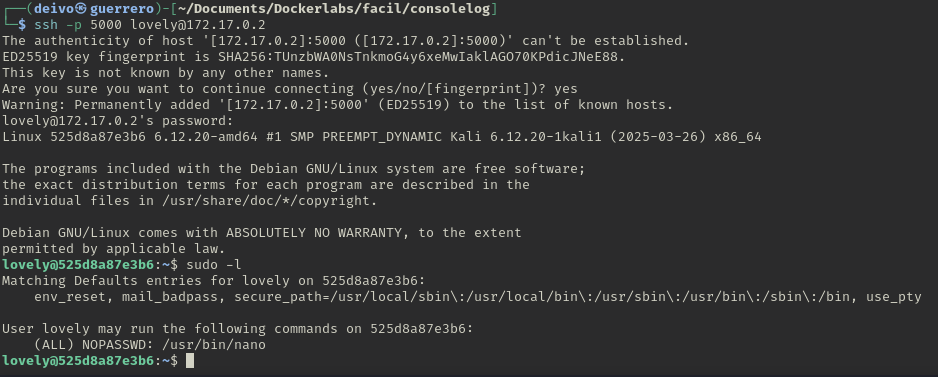 ┌──(deivo㉿guerrero)-[~/Documents/Dockerlabs/facil/consolelog]
└─$ ssh -p 5000 lovely@172.17.0.2
The authenticity of host '[172.17.0.2]:5000 ([172.17.0.2]:5000)' can't be established.
ED25519 key fingerprint is SHA256:TUnzbWA0NsTnkmoG4y6xeMwIaklAGO70KPdicJNeE88.
This key is not known by any other names.
Are you sure you want to continue connecting (yes/no/[fingerprint])? yes
Warning: Permanently added '[172.17.0.2]:5000' (ED25519) to the list of known hosts.
lovely@172.17.0.2's password:
Linux 525d8a87e3b6 6.12.20-amd64 #1 SMP PREEMPT_DYNAMIC Kali 6.12.20-1kali1 (2025-03-26) x86_64

The programs included with the Debian GNU/Linux system are free software;
the exact distribution terms for each program are described in the
individual files in /usr/share/doc/*/copyright.

Debian GNU/Linux comes with ABSOLUTELY NO WARRANTY, to the extent
permitted by applicable law.
lovely@525d8a87e3b6:~$ sudo -l
Matching Defaults entries for lovely on 525d8a87e3b6:
    env_reset, mail_badpass, secure_path=/usr/local/sbin\:/usr/local/bin\:/usr/sbin\:/usr/bin\:/sbin\:/bin, use_pty

User lovely may run the following commands on 525d8a87e3b6:
    (ALL) NOPASSWD: /usr/bin/nano
lovely@525d8a87e3b6:~$